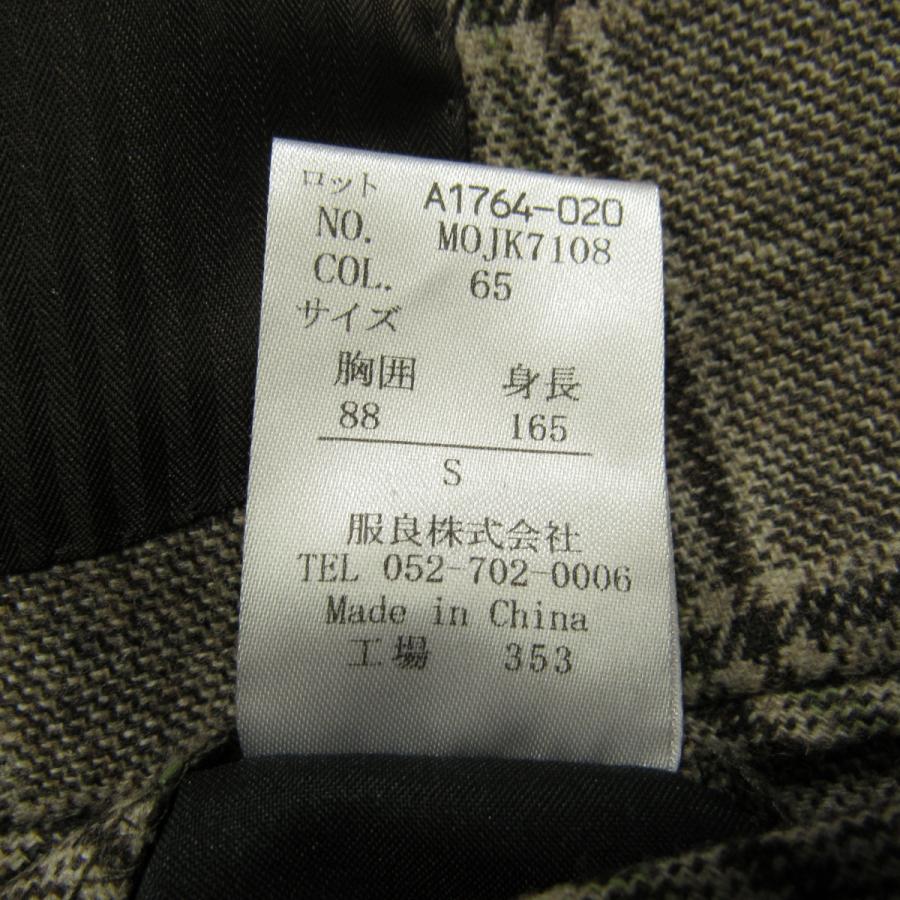 ロット A1764-020
NO. MOJK7108
COL. 65
サイズ
胸囲 身長
88 165
S
服良株式会社
TEL 052-702-0006
Made in China
工場 353